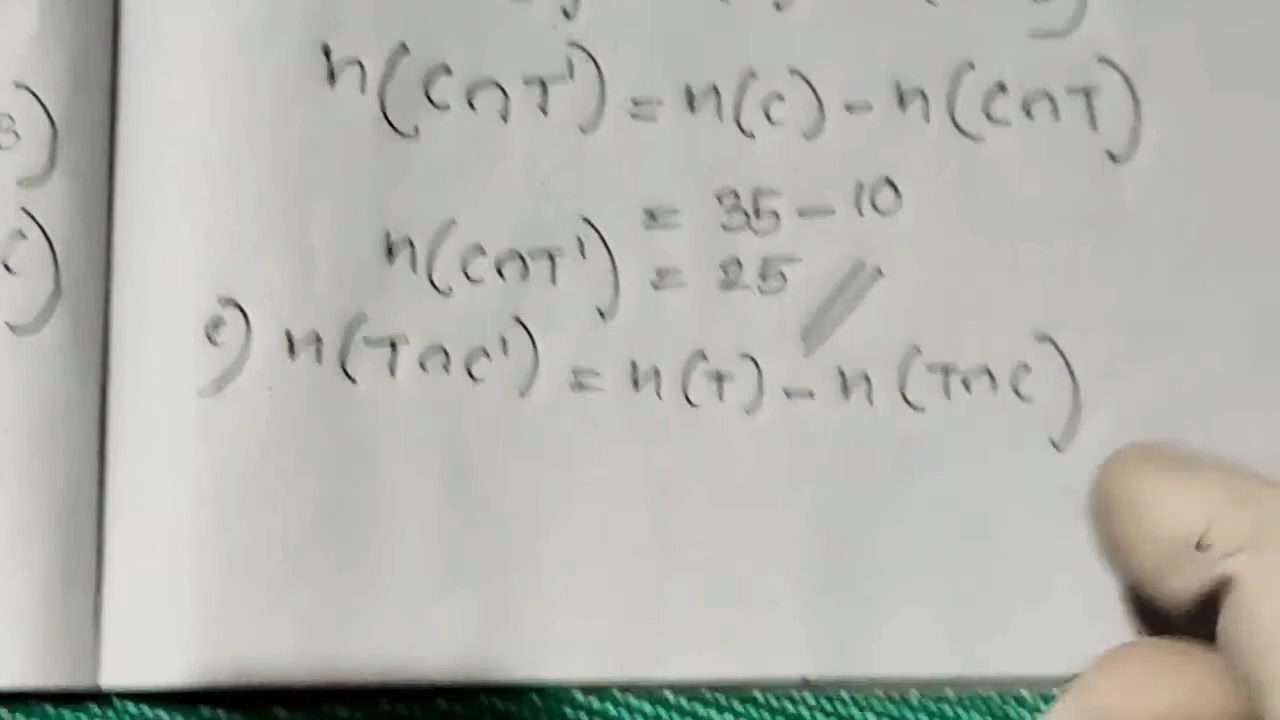 n(C∩T') = n(C) - n(C∩T)
= 35 - 10
n(C∩T') = 25 //
c) n(T∩C') = n(T) - n(T∩C)